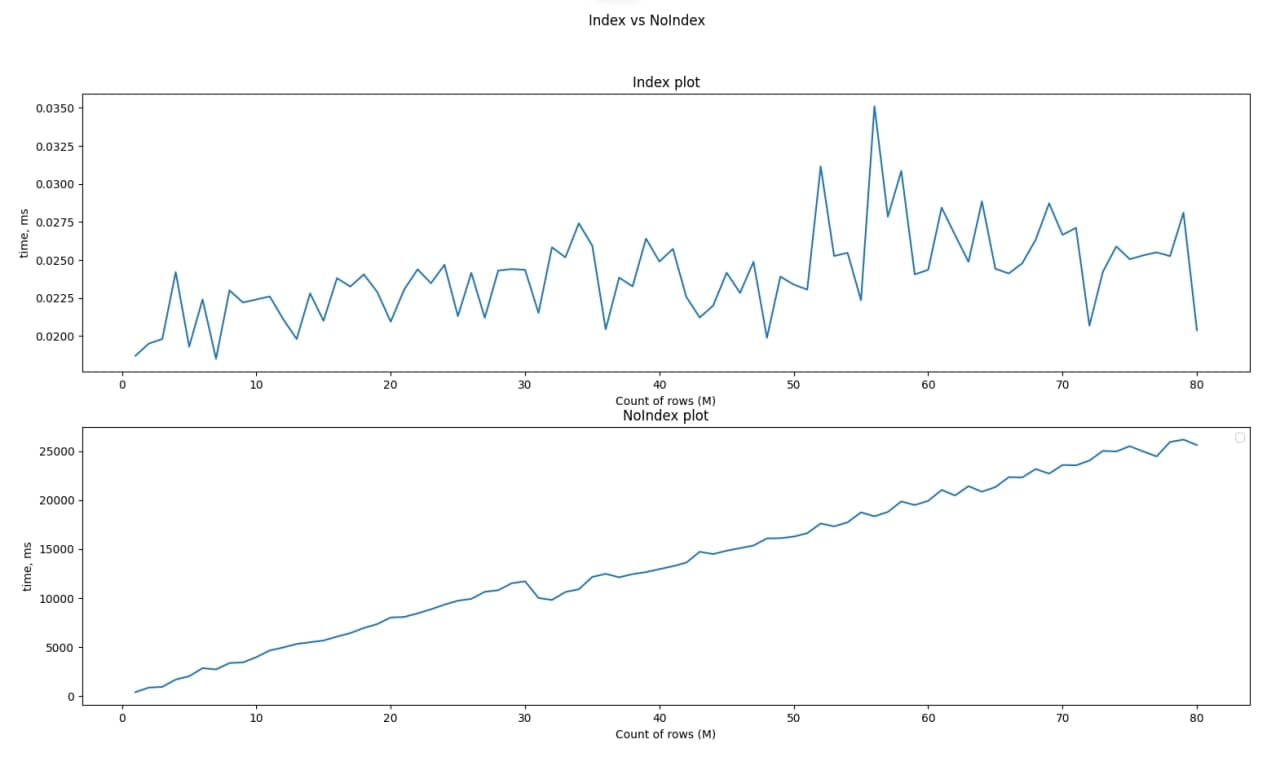 Index vs NoIndex
Index plot
time, ms
0.0350
0.0325
0.0300
0.0275
0.0250
0.0225
0.0200
0 10 20 30 40 50 60 70 80
Count of rows (M)
NoIndex plot
time, ms
25000
20000
15000
10000
5000
0
0 10 20 30 40 50 60 70 80
Count of rows (M)